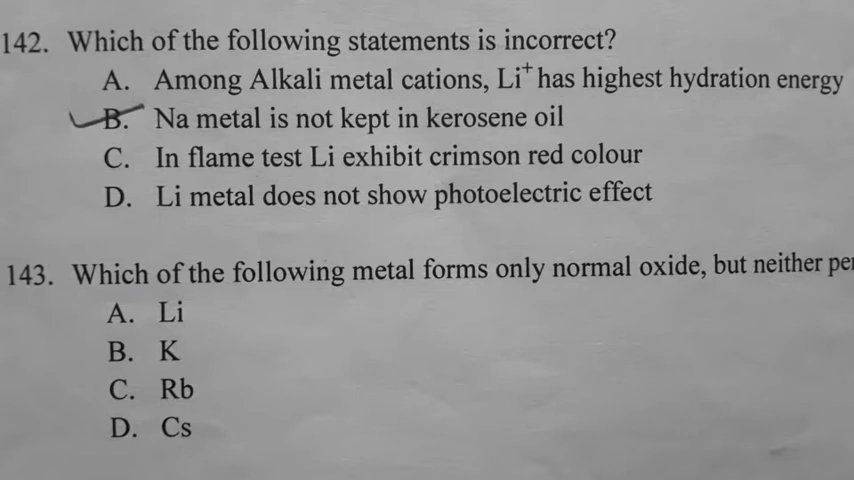 142. Which of the following statements is incorrect?
A. Among Alkali metal cations, Li⁺ has highest hydration energy
B. Na metal is not kept in kerosene oil
C. In flame test Li exhibit crimson red colour
D. Li metal does not show photoelectric effect
143. Which of the following metal forms only normal oxide, but neither
A. Li
B. K
C. Rb
D. Cs